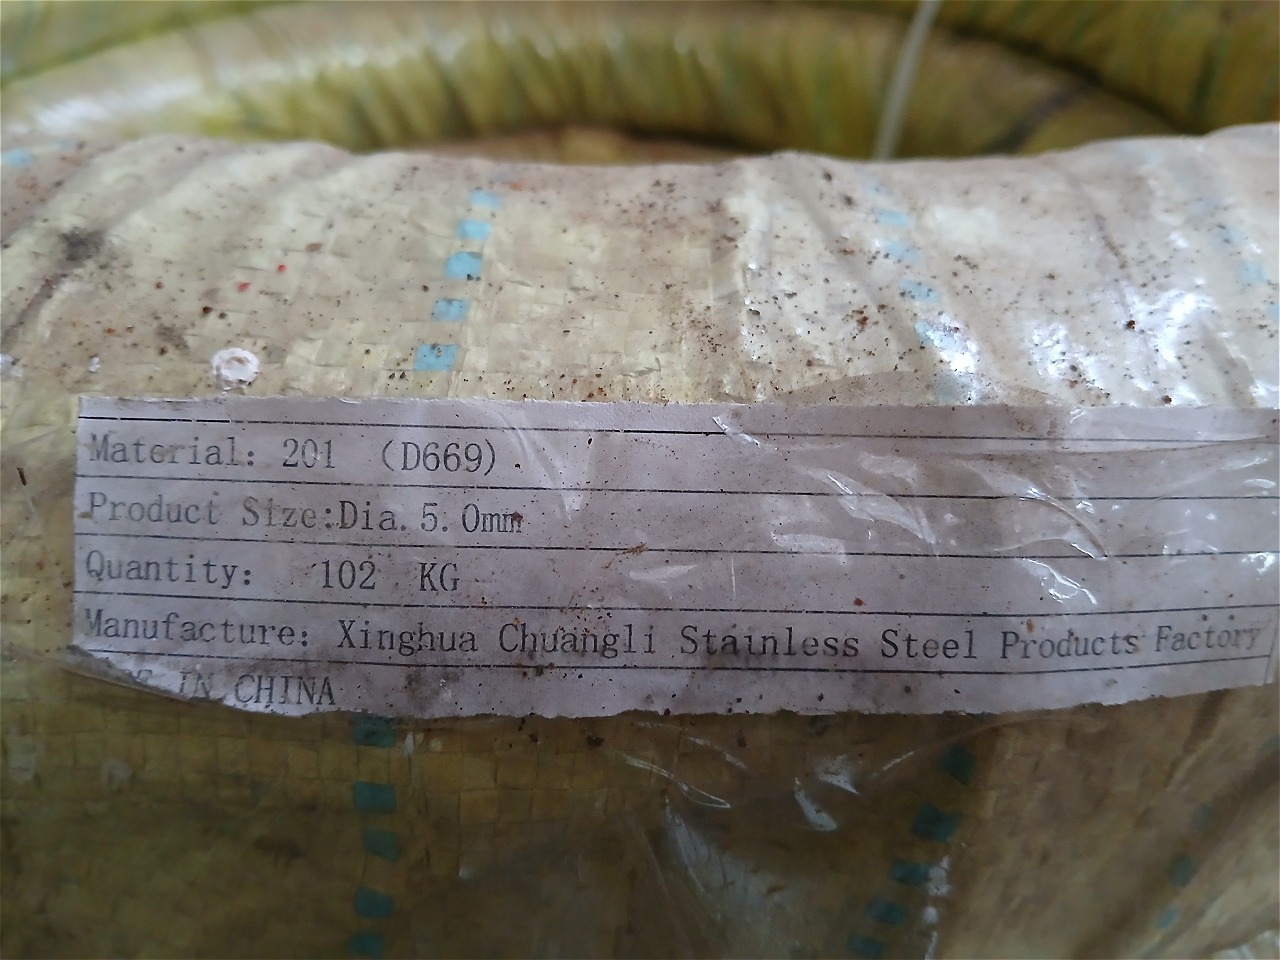 Material: 201 (D669)
Product Size:Dia. 5. 0mm
Quantity: 102 KG
Manufacture: Xinghua Chuangli Stainless Steel Products Factory
IN CHINA